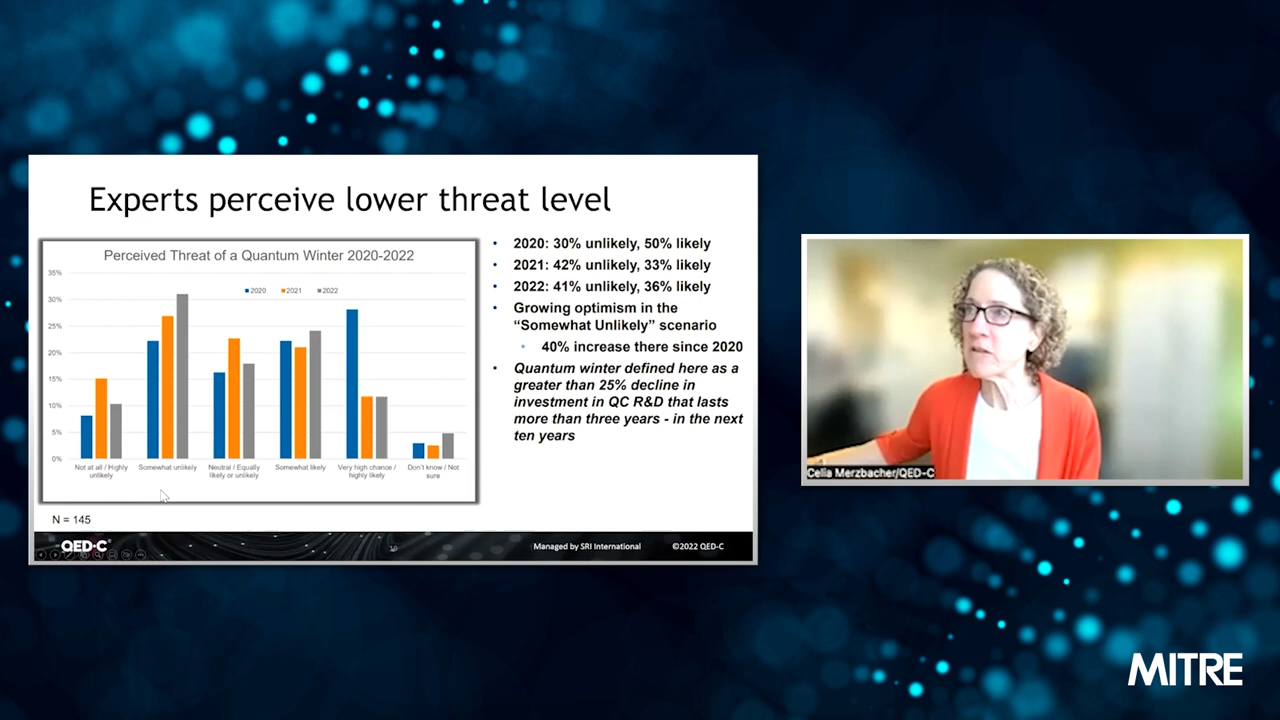 Experts perceive lower threat level
Perceived Threat of a Quantum Winter 2020-2022
35%
30%
25%
20%
15%
10%
5%
0%
2020 2021 2022
Not at all / Highly
unlikely
Somewhat unlikely
Neutral / Equally
likely or unlikely
Somewhat likely
Very high chance /
highly likely
Don't know / Not
sure
N = 145
• 2020: 30% unlikely, 50% likely
• 2021: 42% unlikely, 33% likely
• 2022: 41% unlikely, 36% likely
• Growing optimism in the
“Somewhat Unlikely” scenario
• 40% increase there since 2020
• Quantum winter defined here as a
greater than 25% decline in
investment in QC R&D that lasts
more than three years - in the next
ten years
QED-C®
Managed by SRI International
©2022 QED-C
Celia Merzbacher/QED-C
MITRE